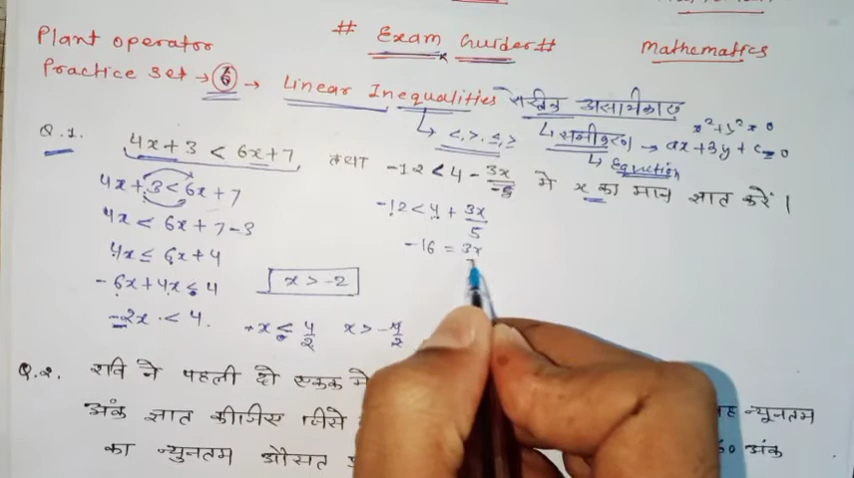 # Exam Guider#
Plant operator
Mathematics
Practice set → 6 → Linear Inequalities रैखिक असमीकाएं
↳ <, >, ≤, ≥
↳ समीकरण → ax + by + c = 0
x² + y² = 0
↳ Equation
Q.1. 4x + 3 < 6x + 7 तथा -12 < 4 - 3x/-5 में x का मान ज्ञात करें।
4x + 3 < 6x + 7
4x < 6x + 7 - 3
4x ≤ 6x + 4
- 6x + 4x ≤ 4
- 2x < 4
x ≤ 4/2
x > -4/2
x > -2
-12 < 4 + 3x/5
-16 = 3x
Q.2. रवि ने पहली दो एकक
अंक ज्ञात कीजिए जिसे
न्यूनतम
का न्युनतम औसत
60 अंक